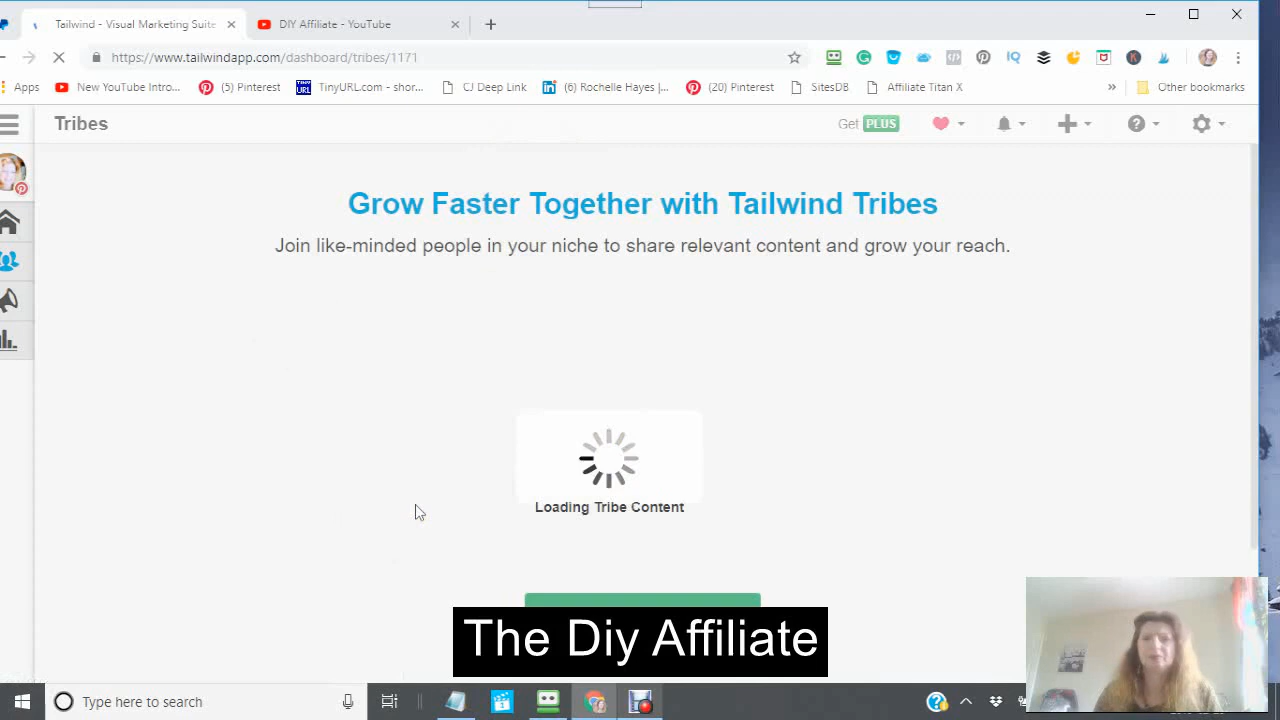 Tailwind - Visual Marketing Suite
DIY Affiliate - YouTube
https://www.tailwindapp.com/dashboard/tribes/1171
Apps
New YouTube Intro...
(5) Pinterest
TINY URL
TinyURL.com - shor...
CJ Deep Link
(6) Rochelle Hayes |...
(20) Pinterest
SitesDB
Affiliate Titan X
Other bookmarks
Tribes
Get PLUS
Grow Faster Together with Tailwind Tribes
Join like-minded people in your niche to share relevant content and grow your reach.
Loading Tribe Content
The Diy Affiliate
Type here to search